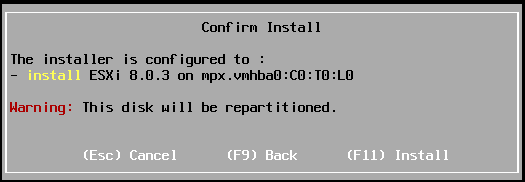 Confirm Install
The installer is configured to :
- install ESXi 8.0.3 on mpx.vmhba0:C0:T0:L0
Warning: This disk will be repartitioned.
(Esc) Cancel (F9) Back (F11) Install